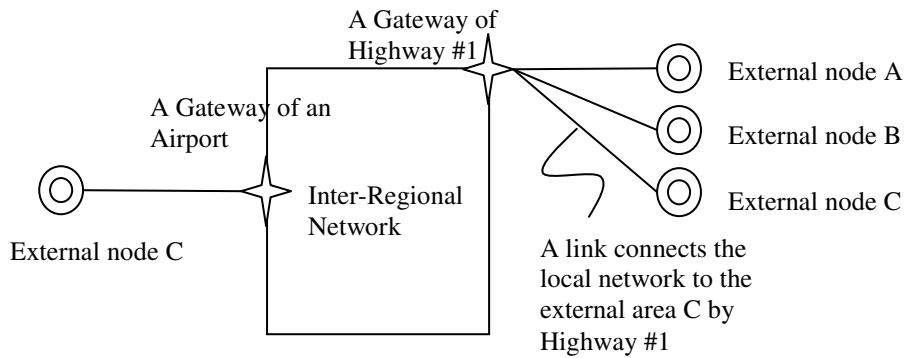 A Gateway of
Highway #1
External node A
A Gateway of an
Airport
External node B
Inter-Regional
Network
External node C
External node C
A link connects the
local network to the
external area C by
Highway #1